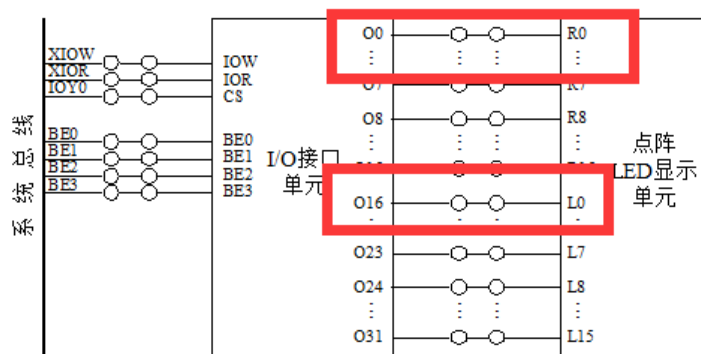 XIOW
XIOR
IOY0
BE0
BE1
BE2
BE3
系统总线
IOW
IOR
CS
BE0
BE1
BE2
BE3
I/O接口
单元
O0
O7
O8
O16
O23
O24
O31
R0
R7
R8
L0
L7
L8
L15
点阵
LED显示
单元